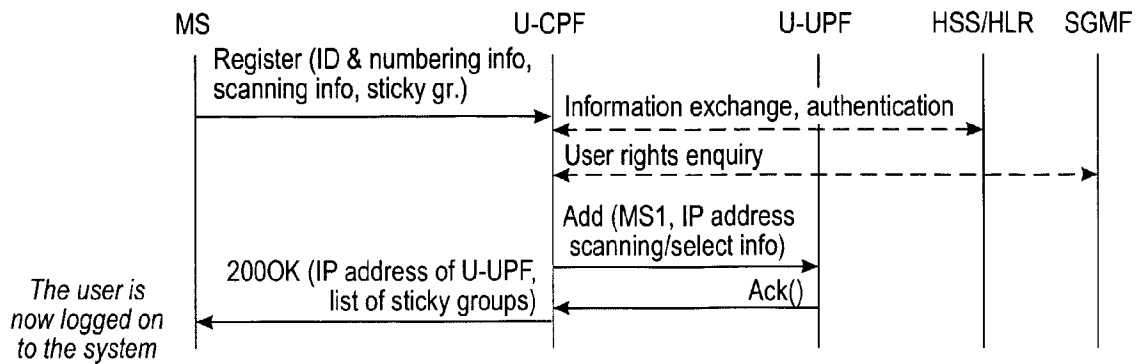 MS U-CPF U-UPF HSS/HLR SGMF
Register (ID & numbering info,
scanning info, sticky gr.)
Information exchange, authentication
User rights enquiry
Add (MS1, IP address
scanning/select info)
200OK (IP address of U-UPF,
list of sticky groups)
Ack()
The user is
now logged on
to the system